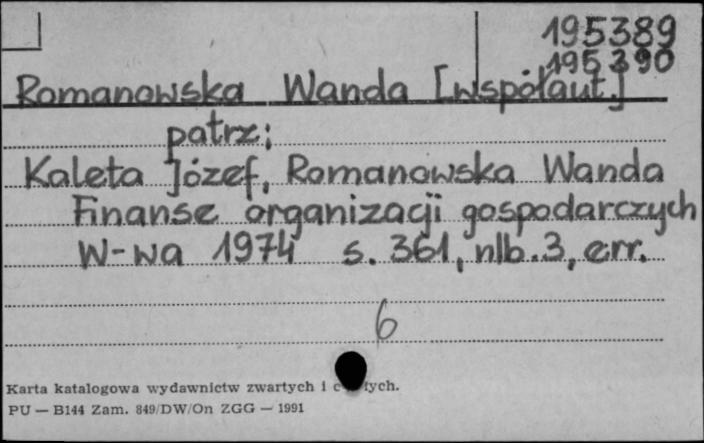 195389
195390
Romanowska Wanda [współaut.]
patrz:
Kaleta Józef, Romanowska Wanda
Finanse organizacji gospodarczych
W-wa 1974 s. 361, nlb. 3, err.
6
Karta katalogowa wydawnictw zwartych i
PU — B144 Zam. 849/DW/On ZGG — 1991